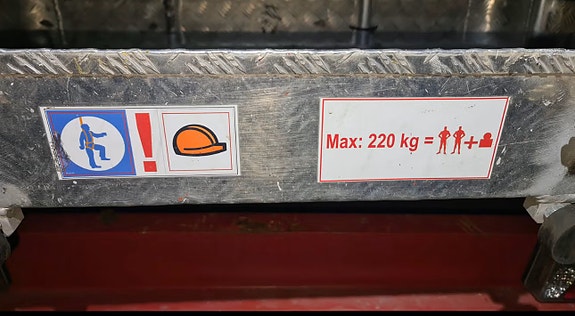 !
Max: 220 kg = +